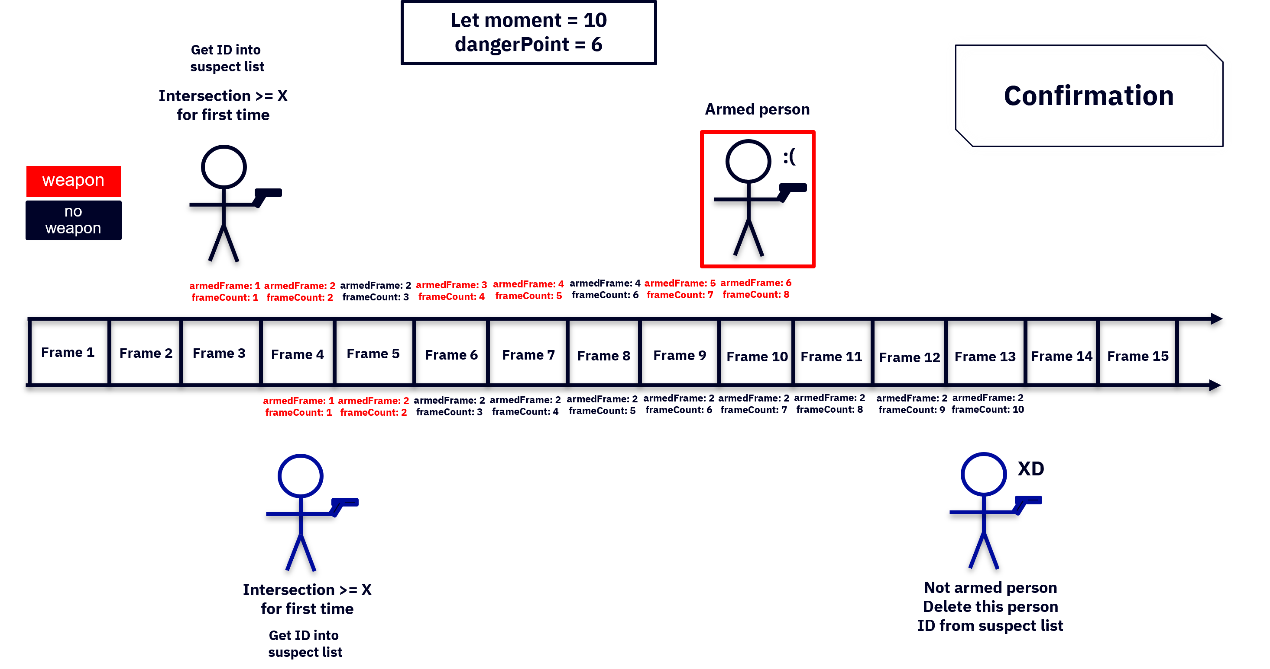 Let moment = 10
dangerPoint = 6
Get ID into
suspect list
Intersection >= X
for first time
Confirmation
Armed person
:(
weapon
no
weapon
armedFrame: 1 armedFrame: 2 armedFrame: 2 armedFrame: 3 armedFrame: 4 armedFrame: 4 armedFrame: 5 armedFrame: 6
frameCount: 1 frameCount: 2 frameCount: 3 frameCount: 4 frameCount: 5 frameCount: 6 frameCount: 7 frameCount: 8
Frame 1 Frame 2 Frame 3 Frame 4 Frame 5 Frame 6 Frame 7 Frame 8 Frame 9 Frame 10 Frame 11 Frame 12 Frame 13 Frame 14 Frame 15
armedFrame: 1 armedFrame: 2 armedFrame: 2 armedFrame: 2 armedFrame: 2 armedFrame: 2 armedFrame: 2 armedFrame: 2 armedFrame: 2 armedFrame: 2
frameCount: 1 frameCount: 2 frameCount: 3 frameCount: 4 frameCount: 5 frameCount: 6 frameCount: 7 frameCount: 8 frameCount: 9 frameCount: 10
XD
Intersection >= X
for first time
Get ID into
suspect list
Not armed person
Delete this person
ID from suspect list